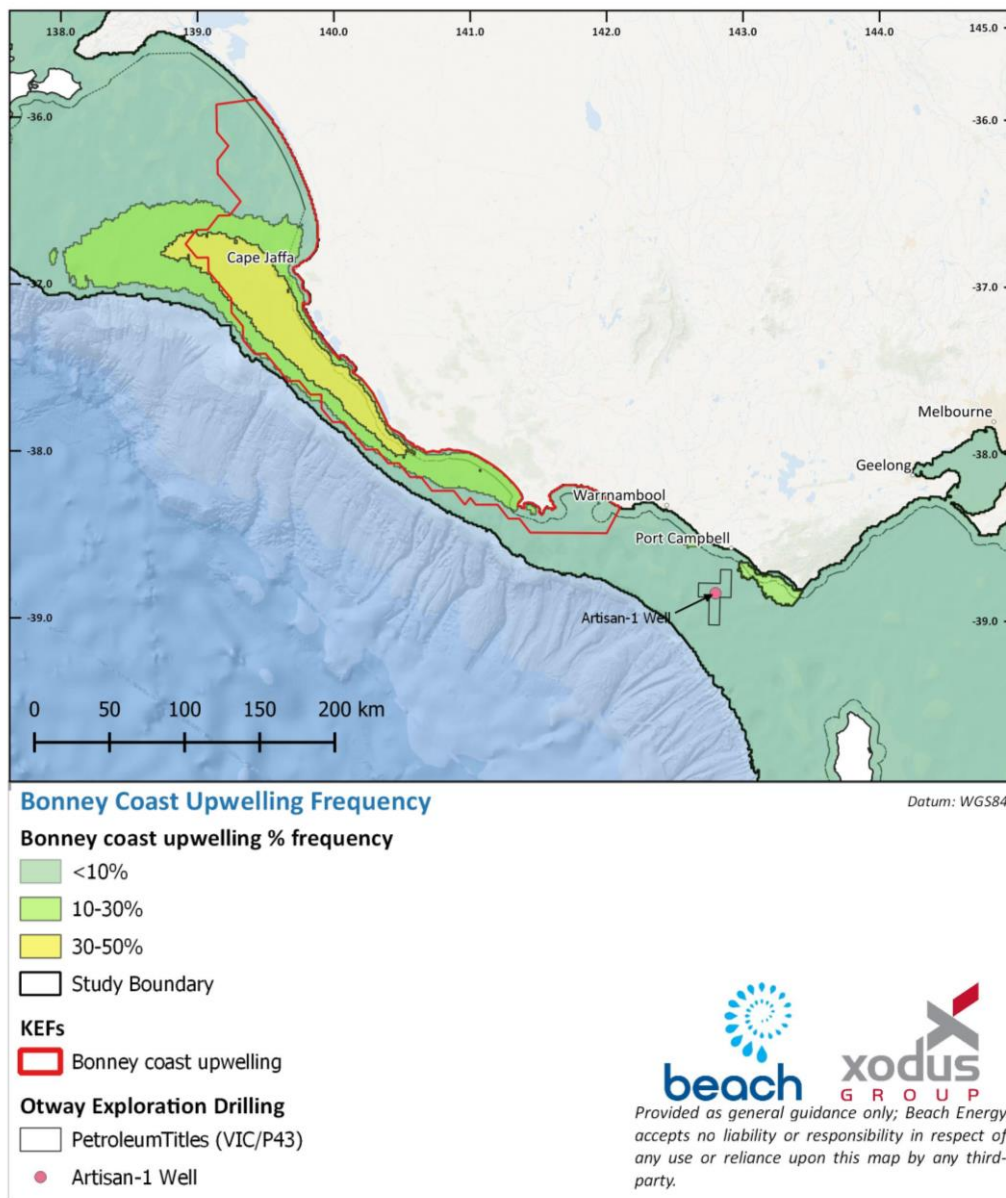 138.0 139.0 140.0 141.0 142.0 143.0 144.0 145.0
-36.0 -36.0
Cape Jaffa
-37.0 -37.0
Melbourne
-38.0 Geelong -38.0
Warrnambool
Port Campbell
-39.0 Artisan-1 Well -39.0
0 50 100 150 200 km
Bonney Coast Upwelling Frequency
Datum: WGS84
Bonney coast upwelling % frequency
<10%
10-30%
30-50%
Study Boundary
KEFs
Bonney coast upwelling
Otway Exploration Drilling
PetroleumTitles (VIC/P43)
Artisan-1 Well
beach
xodus
GROUP
Provided as general guidance only; Beach Energy
accepts no liability or responsibility in respect of
any use or reliance upon this map by any third-
party.